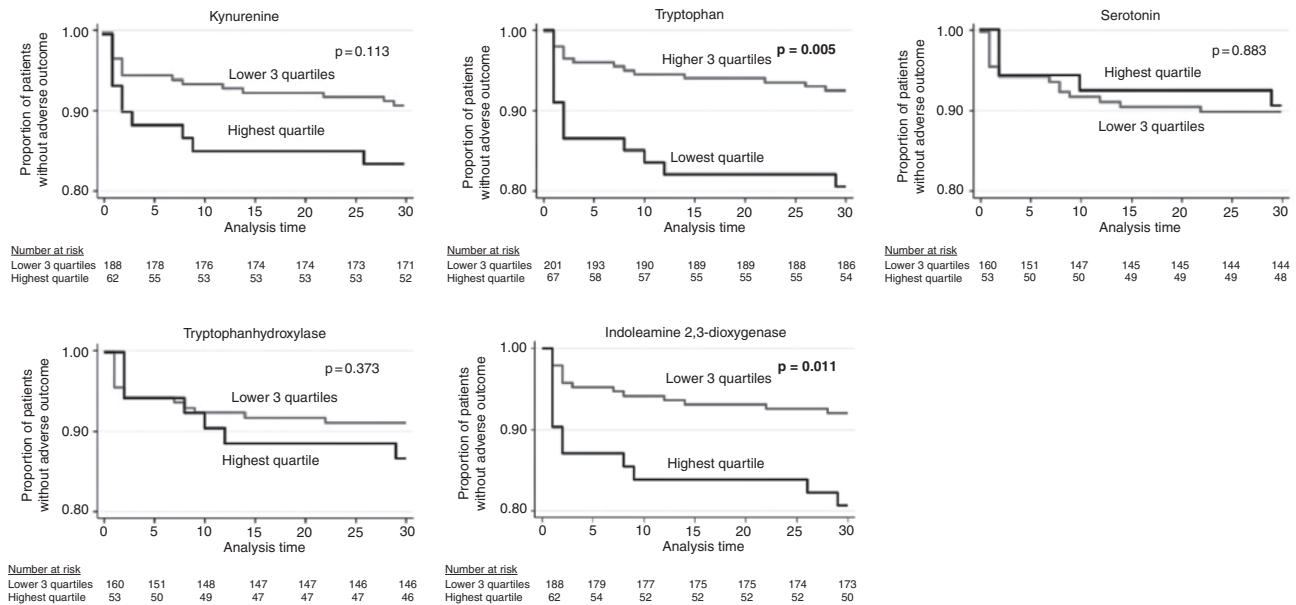 Kynurenine
Proportion of patients
without adverse outcome
1.00
0.90
0.80
p=0.113
Lower 3 quartiles
Highest quartile
0 5 10 15 20 25 30
Analysis time
Number at risk
Lower 3 quartiles 188 178 176 174 174 173 171
Highest quartile 62 55 53 53 53 53 52
Tryptophan
Proportion of patients
without adverse outcome
1.00
0.90
0.80
p = 0.005
Higher 3 quartiles
Lowest quartile
0 5 10 15 20 25 30
Analysis time
Number at risk
Lower 3 quartiles 201 193 190 189 189 188 186
Highest quartile 67 58 57 55 55 55 54
Serotonin
Proportion of patients
without adverse outcome
1.00
0.90
0.80
p=0.883
Highest quartile
Lower 3 quartiles
0 5 10 15 20 25 30
Analysis time
Number at risk
Lower 3 quartiles 160 151 147 145 145 144 144
Highest quartile 53 50 50 49 49 49 48
Tryptophanhydroxylase
Proportion of patients
without adverse outcome
1.00
0.90
0.80
p=0.373
Lower 3 quartiles
Highest quartile
0 5 10 15 20 25 30
Analysis time
Number at risk
Lower 3 quartiles 160 151 148 147 147 146 146
Highest quartile 53 50 49 47 47 47 46
Indoleamine 2,3-dioxygenase
Proportion of patients
without adverse outcome
1.00
0.90
0.80
p = 0.011
Lower 3 quartiles
Highest quartile
0 5 10 15 20 25 30
Analysis time
Number at risk
Lower 3 quartiles 188 179 177 175 175 174 173
Highest quartile 62 54 52 52 52 52 50